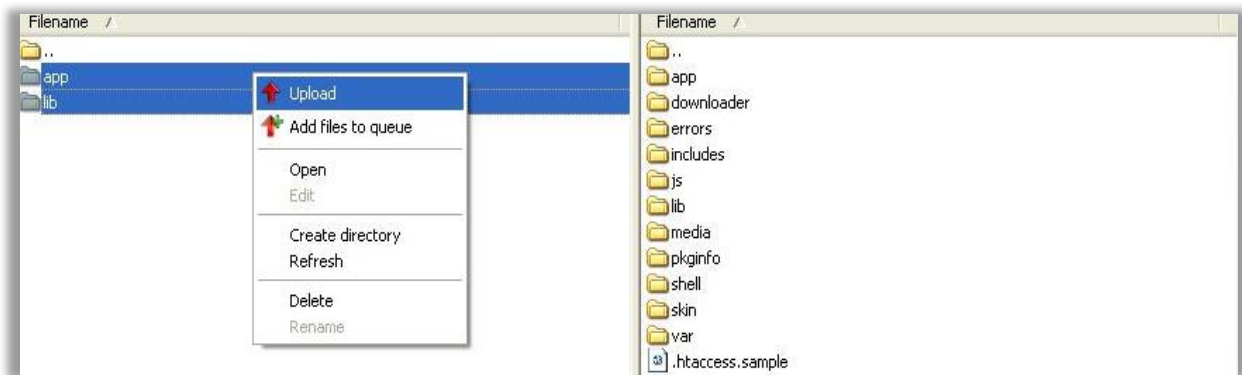 Filename /
..
app
lib
Upload
Add files to queue
Open
Edit
Create directory
Refresh
Delete
Rename
Filename /
..
app
downloader
errors
includes
js
lib
media
pkginfo
shell
skin
var
.htaccess.sample